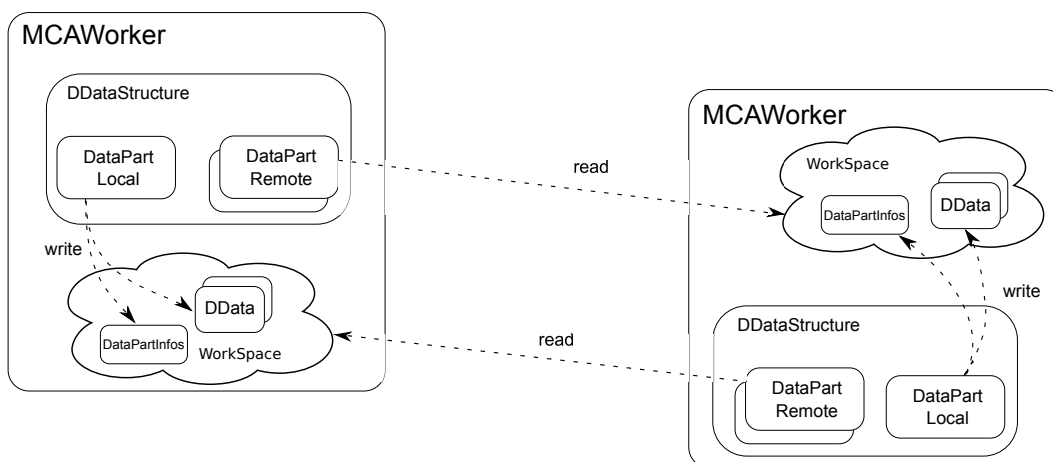 MCAWorker
DDataStructure
DataPart
Local
DataPart
Remote
write
DData
DataPartInfos
WorkSpace
read
read
MCAWorker
WorkSpace
DataPartInfos
DData
write
DDataStructure
DataPart
Remote
DataPart
Local